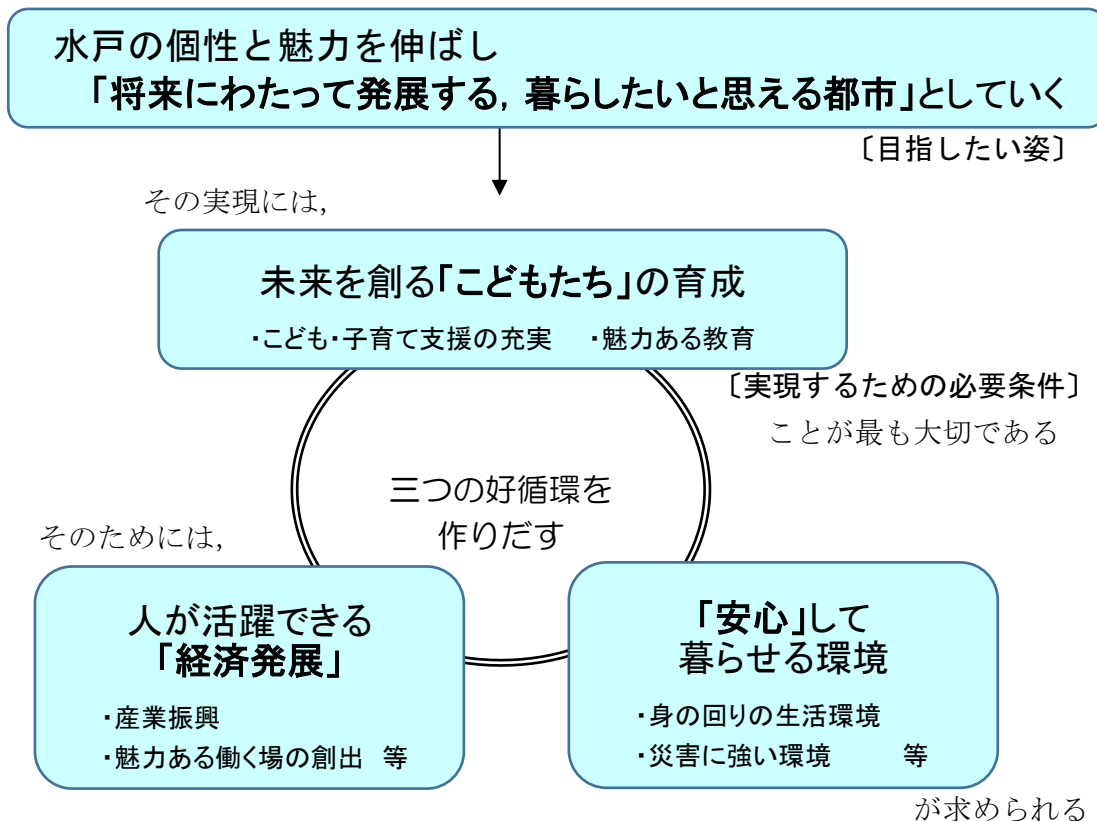 水戸の個性と魅力を伸ばし
「将来にわたって発展する，暮らしたいと思える都市」としていく
〔目指したい姿〕
その実現には，
未来を創る「こどもたち」の育成
・こども・子育て支援の充実　・魅力ある教育
〔実現するための必要条件〕
ことが最も大切である
三つの好循環を
作りだす
そのためには，
人が活躍できる
「経済発展」
・産業振興
・魅力ある働く場の創出　等
「安心」して
暮らせる環境
・身の回りの生活環境
・災害に強い環境　　　等
が求められる